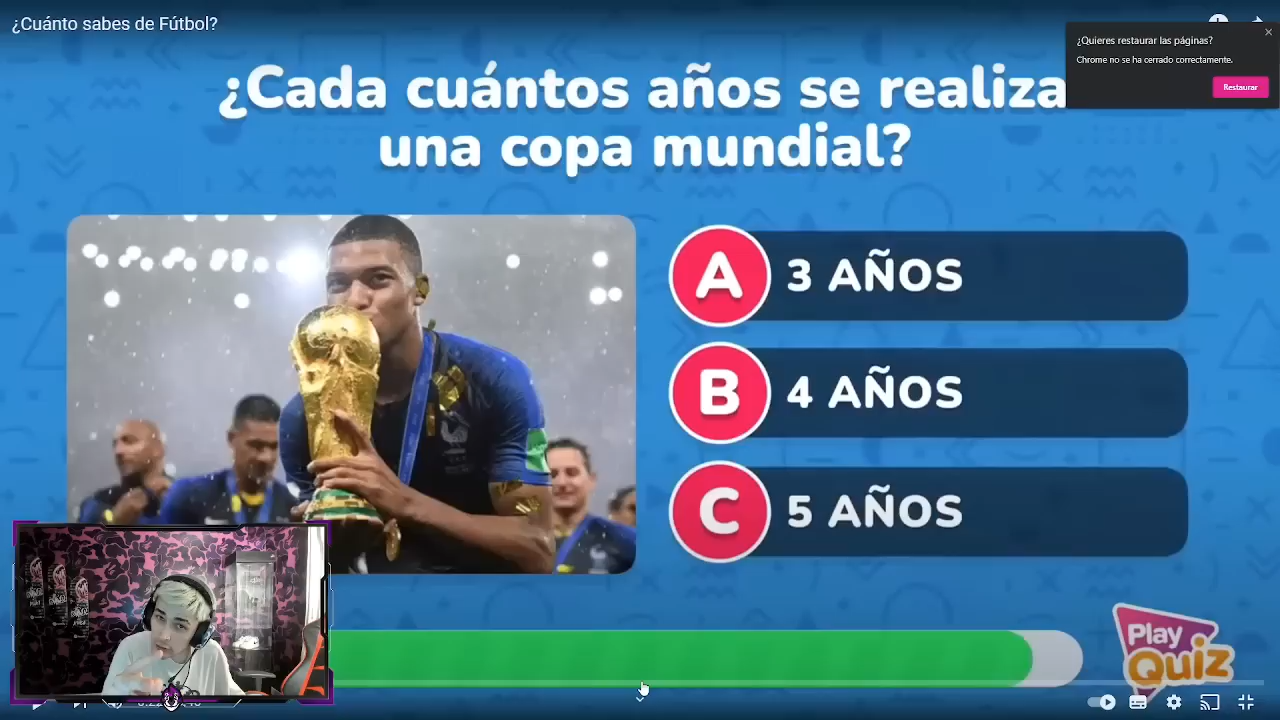 ¿Cuánto sabes de Fútbol?
¿Quieres restaurar las páginas?
Chrome no se ha cerrado correctamente.
Restaurar
¿Cada cuántos años se realiza
una copa mundial?
A 3 AÑOS
B 4 AÑOS
C 5 AÑOS
Play
Quiz